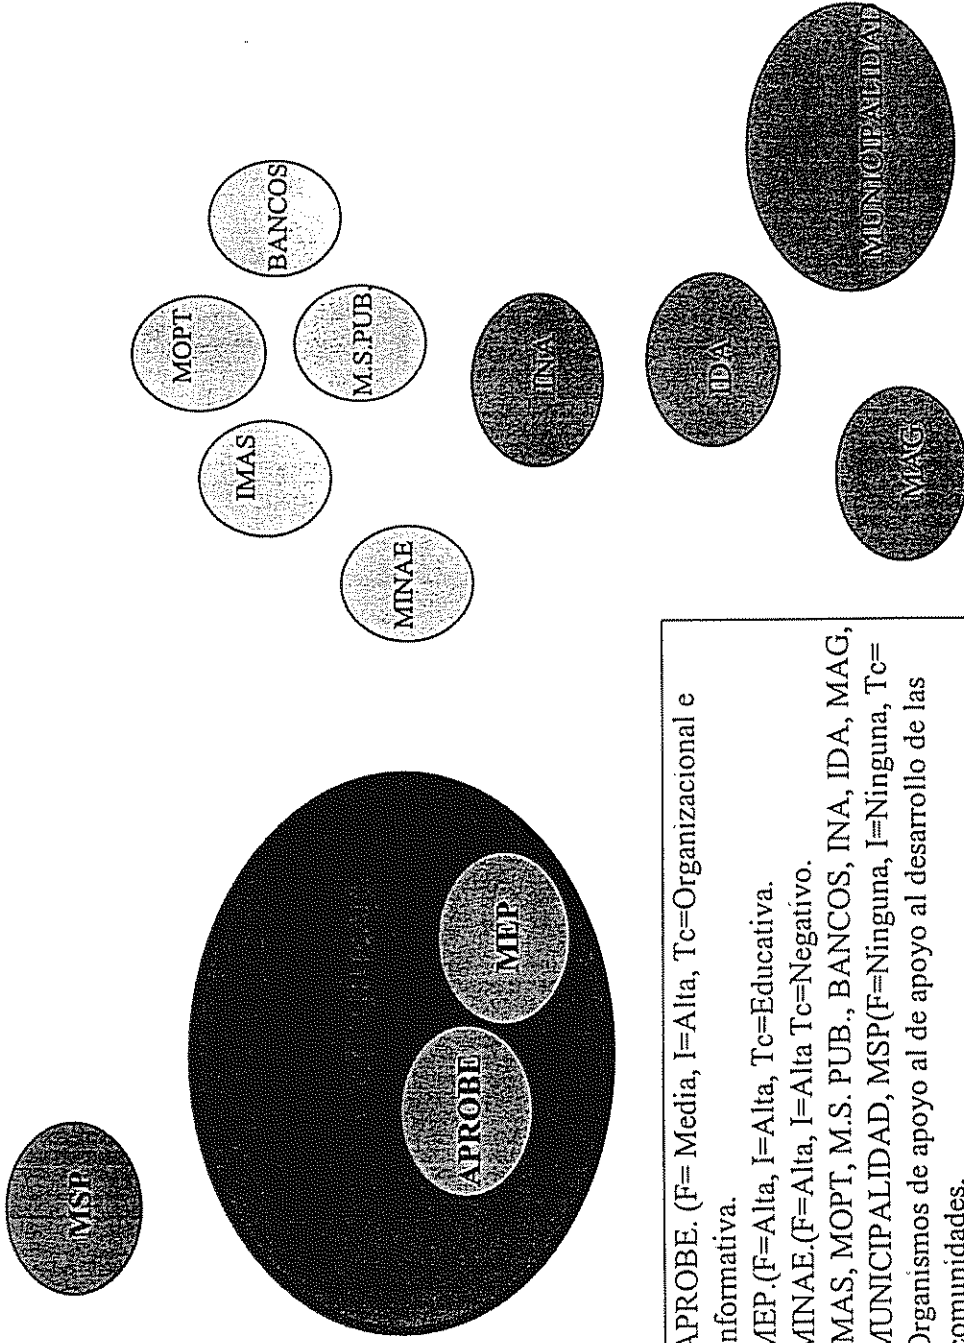 MSP
MOPT
IMAS
BANCOS
M.S.PUB.
MINAE
APROBE
MEP
INA
IDA
MUNICIPALIDAD
MAG
APROBE. (F= Media, I=Alta, Tc=Organizacional e
nformativa.
MEP.(F=Alta, I=Alta, Tc=Educativa.
MINAE.(F=Alta, I=Alta Tc=Negativo.
IMAS, MOPT, M.S. PUB., BANCOS, INA, IDA, MAG,
MUNICIPALIDAD, MSP(F=Ninguna, I=Ninguna, Tc=
Organismos de apoyo al de apoyo al desarrollo de las
comunidades.